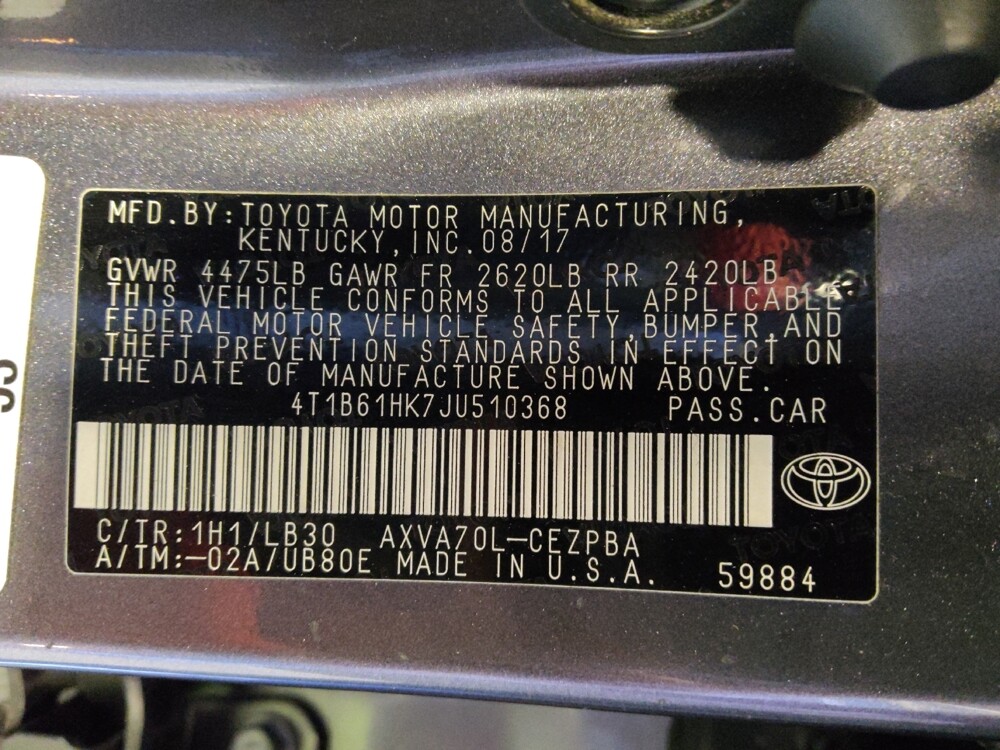 MFD.BY:TOYOTA MOTOR MANUFACTURING,
KENTUCKY,INC.08/17
GVWR 4475LB GAWR FR 2620LB RR 2420LB
THIS VEHICLE CONFORMS TO ALL APPLICABLE
FEDERAL MOTOR VEHICLE SAFETY,BUMPER,AND
THEFT PREVENTION STANDARDS IN EFFECT ON
THE DATE OF MANUFACTURE SHOWN ABOVE.
4T1B61HK7JU510368 PASS.CAR
C/TR:1H1/LB30 AXVA70L-CEZPBA
A/TM:-02A/UB80E MADE IN U.S.A. 59884